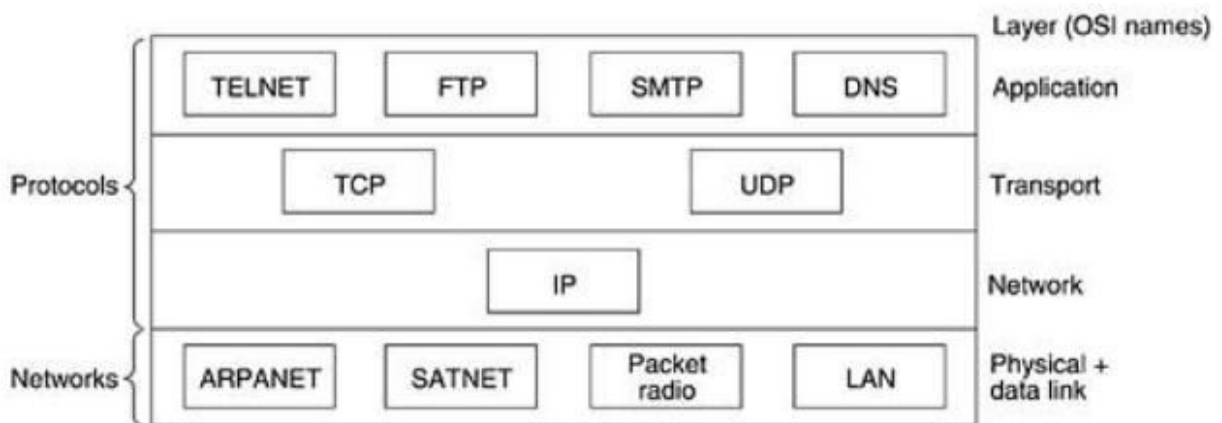 Layer (OSI names)
TELNET FTP SMTP DNS Application
Protocols TCP UDP Transport
IP Network
Networks ARPANET SATNET Packet radio LAN Physical + data link